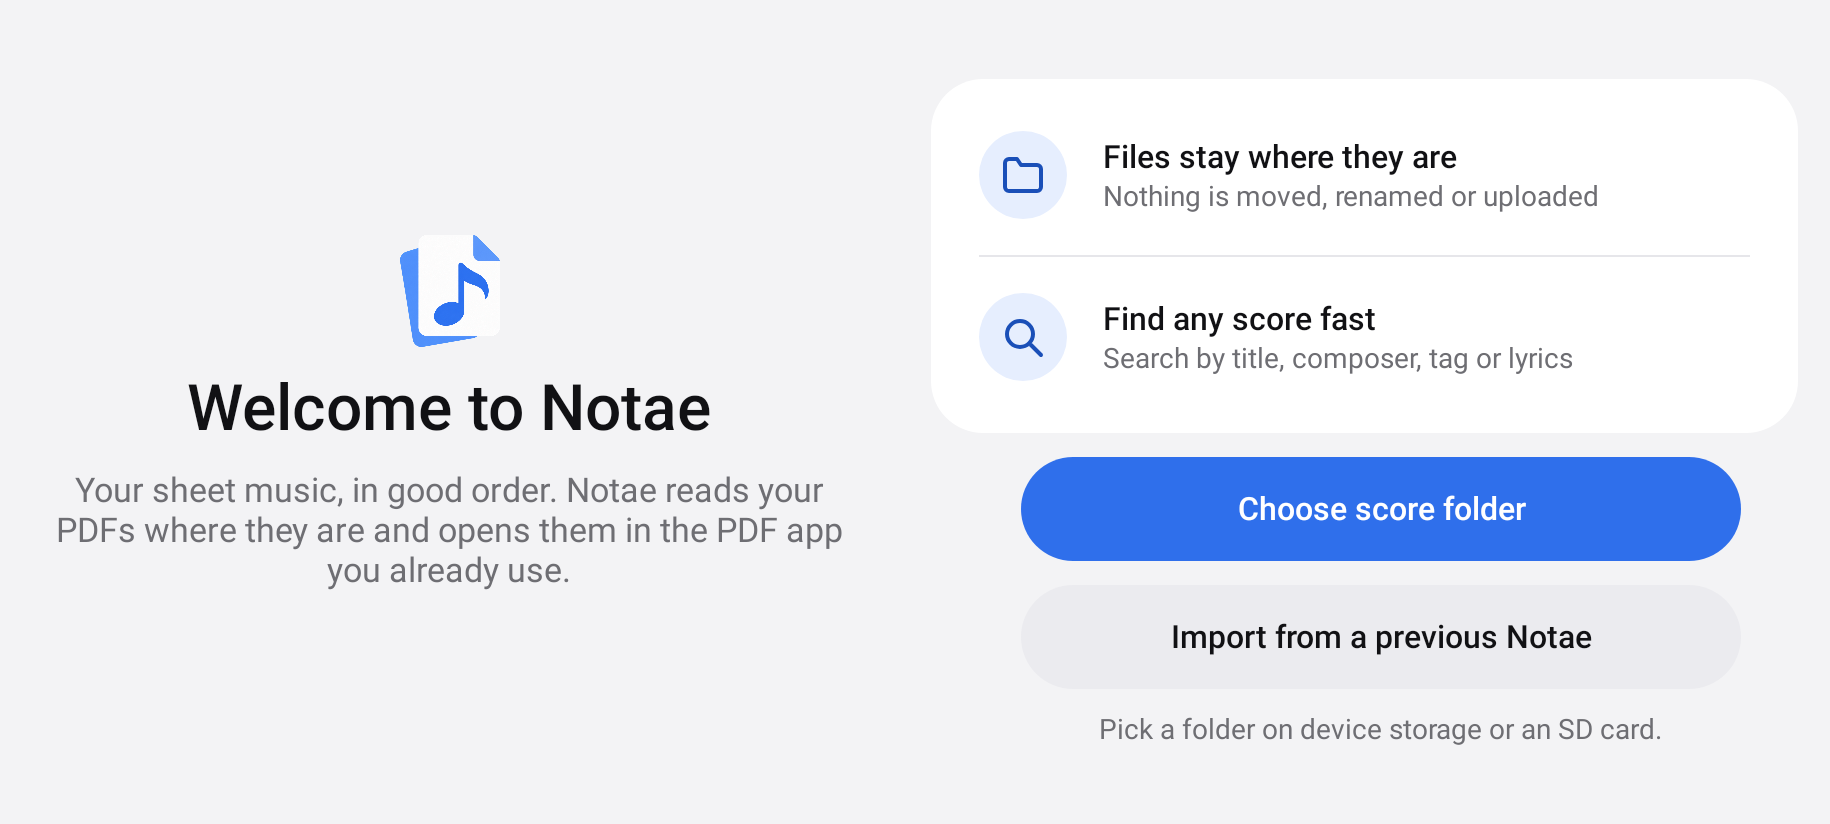 Welcome to Notae
Your sheet music, in good order. Notae reads your
PDFs where they are and opens them in the PDF app
you already use.
Files stay where they are
Nothing is moved, renamed or uploaded
Find any score fast
Search by title, composer, tag or lyrics
Choose score folder
Import from a previous Notae
Pick a folder on device storage or an SD card.